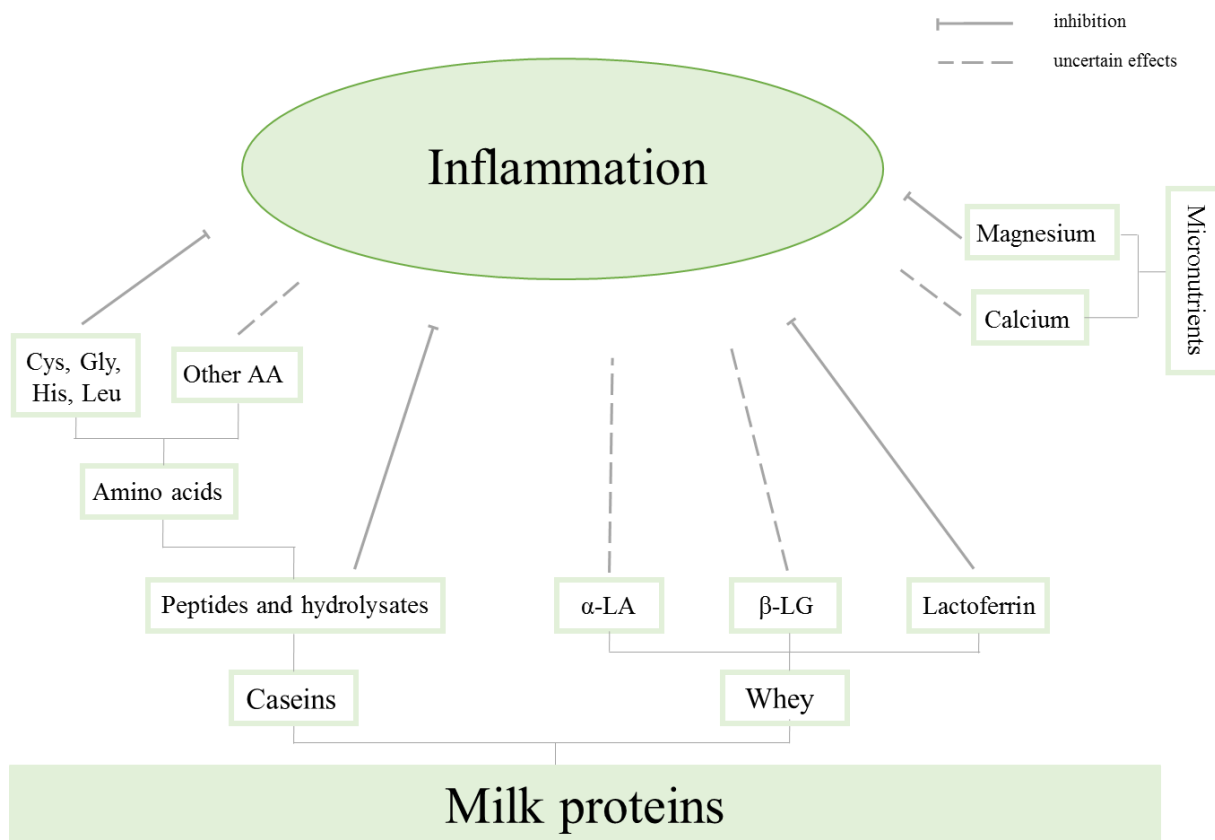 inhibition
uncertain effects
Inflammation
Magnesium
Calcium
Micronutrients
Cys, Gly,
His, Leu
Other AA
Amino acids
Peptides and hydrolysates
α-LA
β-LG
Lactoferrin
Caseins
Whey
Milk proteins